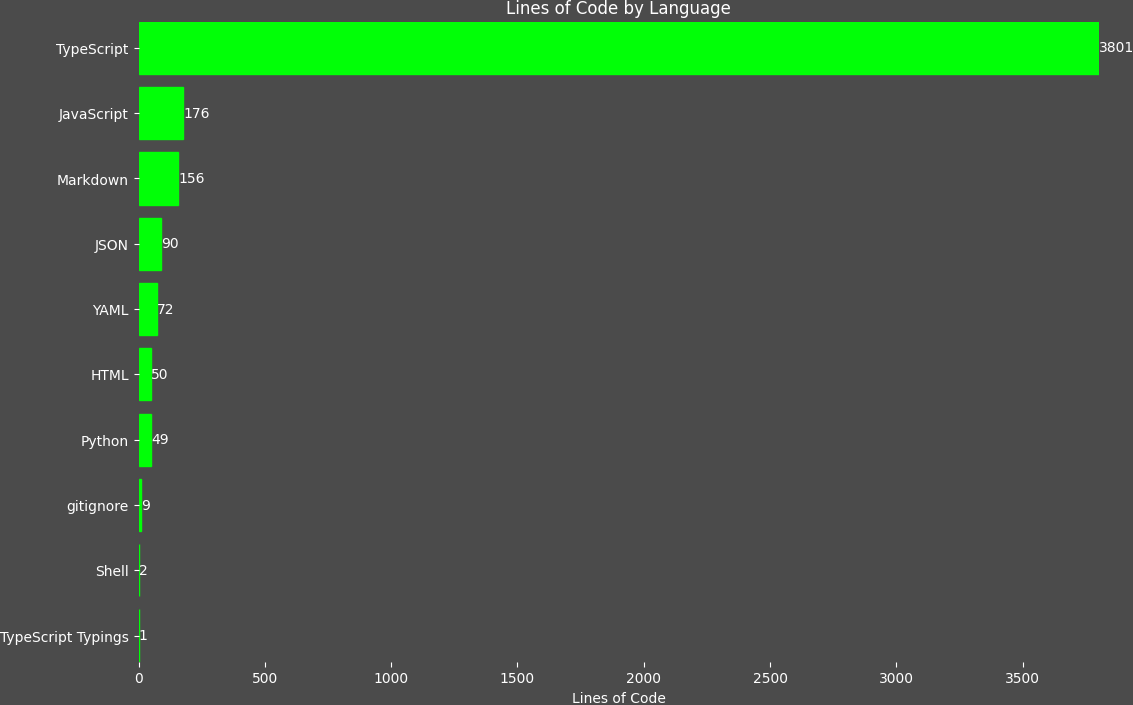 Lines of Code by Language
TypeScript 3801
JavaScript 176
Markdown 156
JSON 90
YAML 72
HTML 50
Python 49
gitignore 9
Shell 2
TypeScript Typings 1
0 500 1000 1500 2000 2500 3000 3500
Lines of Code